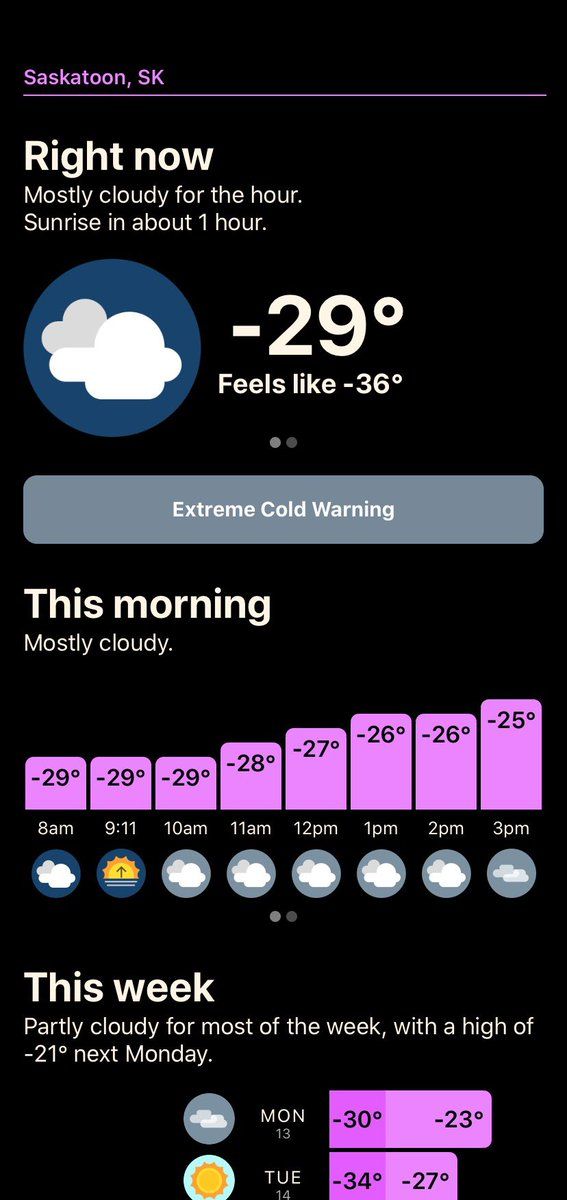 Saskatoon, SK
Right now
Mostly cloudy for the hour.
Sunrise in about 1 hour.
-29°
Feels like -36°
Extreme Cold Warning
This morning
Mostly cloudy.
-29° -29° -29° -28° -27° -26° -26° -25°
8am 9:11 10am 11am 12pm 1pm 2pm 3pm
This week
Partly cloudy for most of the week, with a high of
-21° next Monday.
MON -30° -23°
13
TUE -34° -27°
14